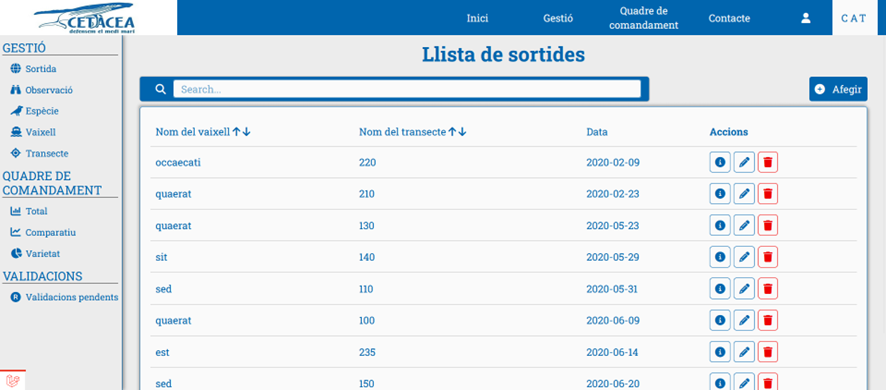 CETÀCEA
defensem el medi marí
Inici
Gestió
Quadre de
comandament
Contacte
CAT
GESTIÓ
Sortida
Observació
Espècie
Vaixell
Transecte
QUADRE DE
COMANDAMENT
Total
Comparatiu
Varietat
VALIDACIONS
R Validacions pendents
Llista de sortides
Search...
Afegir
Nom del vaixell Nom del transecte Data Accions
occaecati 220 2020-02-09
quaerat 210 2020-02-23
quaerat 130 2020-05-23
sit 140 2020-05-29
sed 110 2020-05-31
quaerat 100 2020-06-09
est 235 2020-06-14
sed 150 2020-06-20